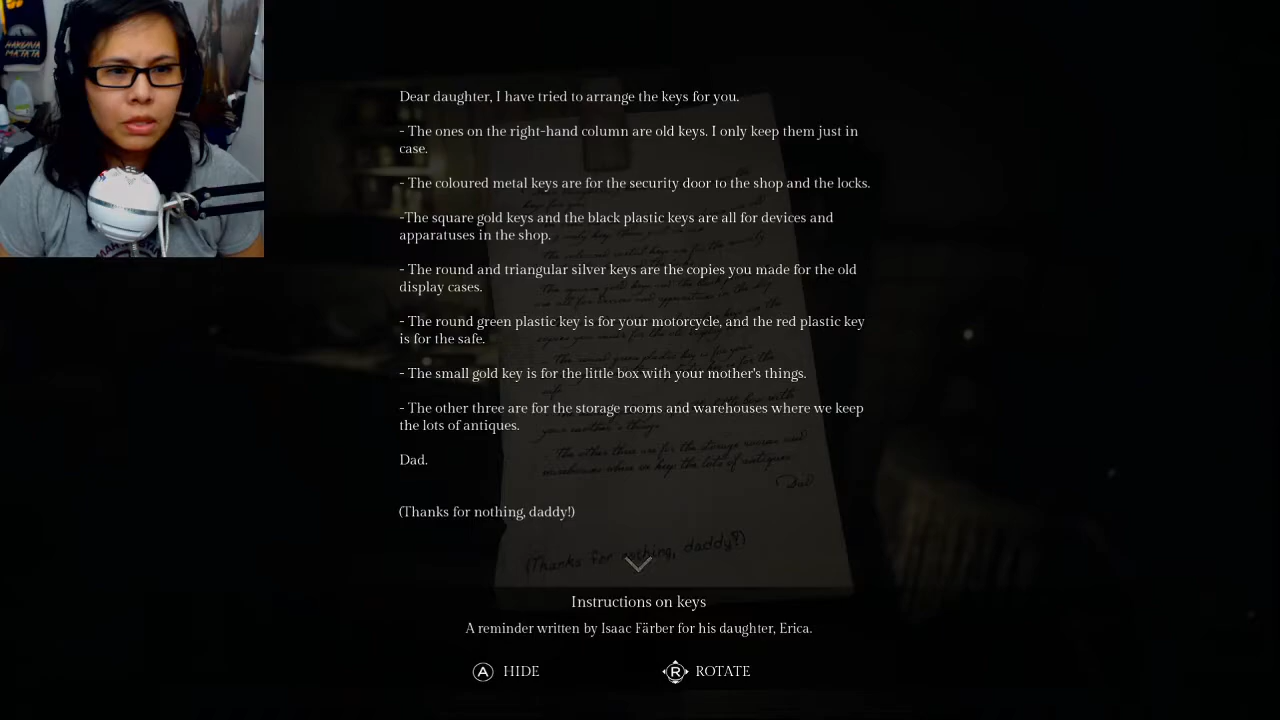 HAKUNA
MATATA
Dear daughter, I have tried to arrange the keys for you.
- The ones on the right-hand column are old keys. I only keep them just in
case.
- The coloured metal keys are for the security door to the shop and the locks.
-The square gold keys and the black plastic keys are all for devices and
apparatuses in the shop.
- The round and triangular silver keys are the copies you made for the old
display cases.
- The round green plastic key is for your motorcycle, and the red plastic key
is for the safe.
- The small gold key is for the little box with your mother's things.
- The other three are for the storage rooms and warehouses where we keep
the lots of antiques.
Dad.
(Thanks for nothing, daddy!)
(Thanks for nothing, daddy!)
Instructions on keys
A reminder written by Isaac Färber for his daughter, Erica.
A HIDE
R ROTATE